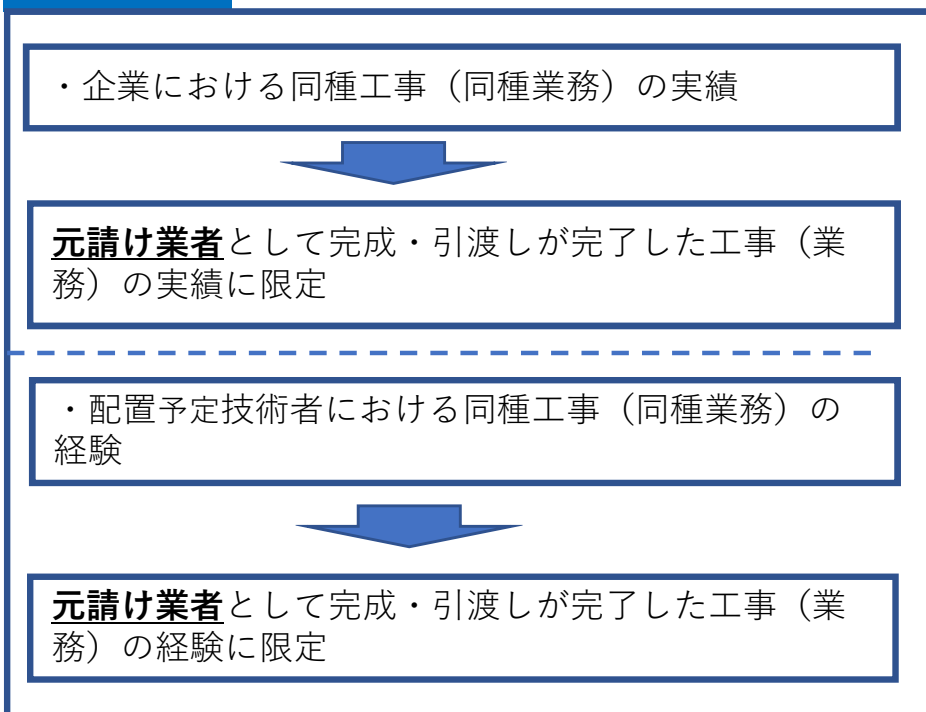 ・企業における同種工事（同種業務）の実績
元請け業者として完成・引渡しが完了した工事（業
務）の実績に限定
・配置予定技術者における同種工事（同種業務）の
経験
元請け業者として完成・引渡しが完了した工事（業
務）の経験に限定